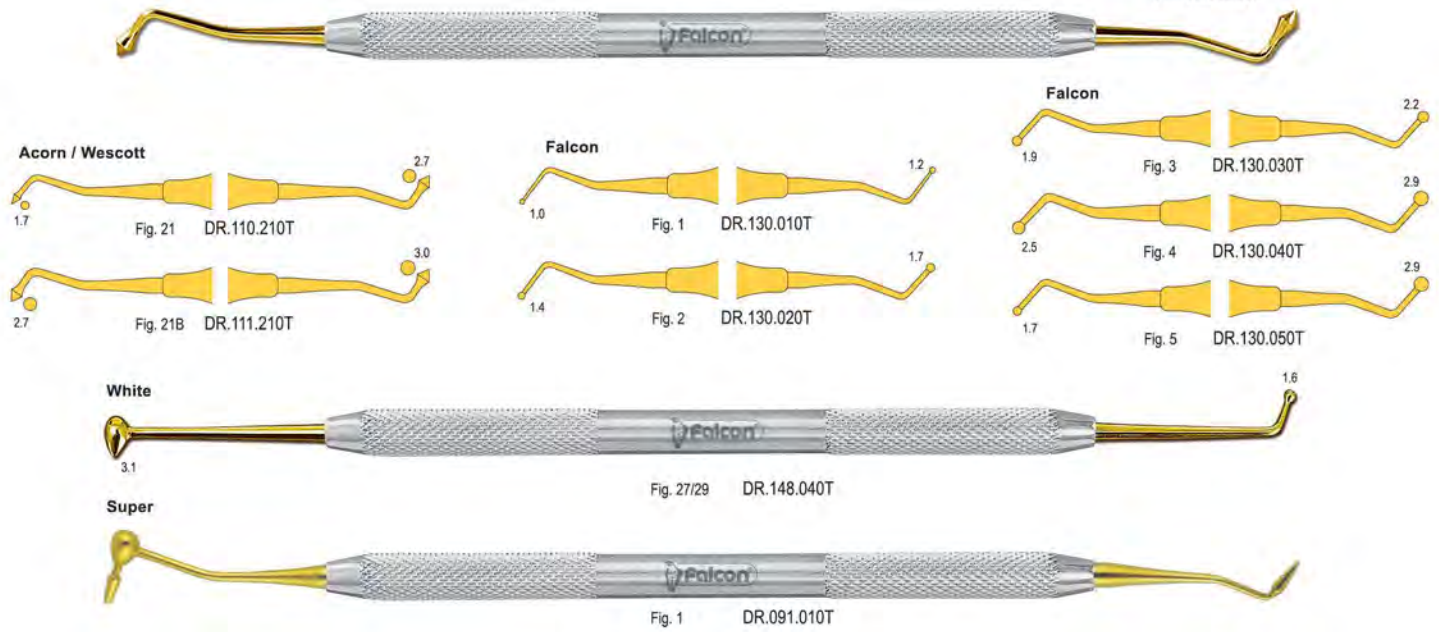 Falcon
Acorn / Wescott
2.7
1.7
Fig. 21 DR.110.210T
3.0
2.7
Fig. 21B DR.111.210T
Falcon
1.2
1.0
Fig. 1 DR.130.010T
1.7
1.4
Fig. 2 DR.130.020T
Falcon
2.2
1.9
Fig. 3 DR.130.030T
2.9
2.5
Fig. 4 DR.130.040T
2.9
1.7
Fig. 5 DR.130.050T
White
1.6
Falcon
3.1
Fig. 27/29 DR.148.040T
Super
Falcon
Fig. 1 DR.091.010T